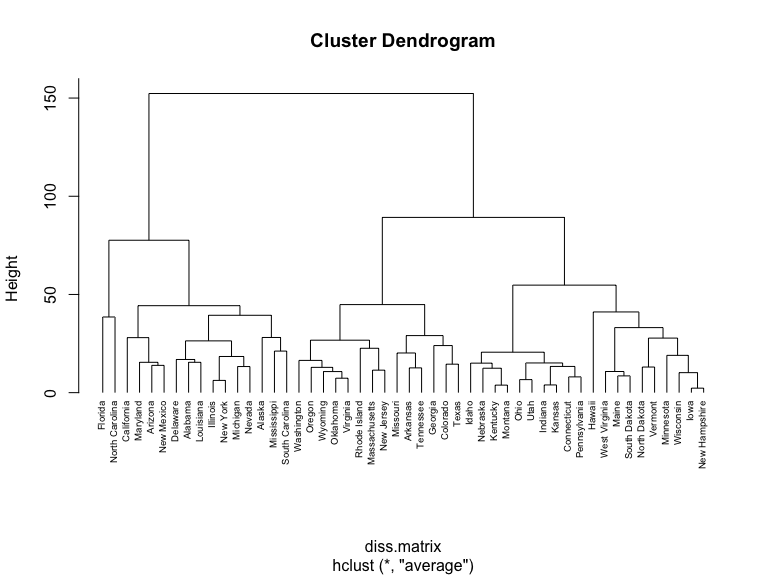 Cluster Dendrogram
Height
0
50
100
150
Florida
North Carolina
California
Maryland
Arizona
New Mexico
Delaware
Alabama
Louisiana
Illinois
New York
Michigan
Nevada
Alaska
Mississippi
South Carolina
Washington
Oregon
Wyoming
Oklahoma
Virginia
Rhode Island
Massachusetts
New Jersey
Missouri
Arkansas
Tennessee
Georgia
Colorado
Texas
Idaho
Nebraska
Kentucky
Montana
Ohio
Utah
Indiana
Kansas
Connecticut
Pennsylvania
Hawaii
West Virginia
Maine
South Dakota
North Dakota
Vermont
Minnesota
Wisconsin
Iowa
New Hampshire
diss.matrix
hclust (*, "average")